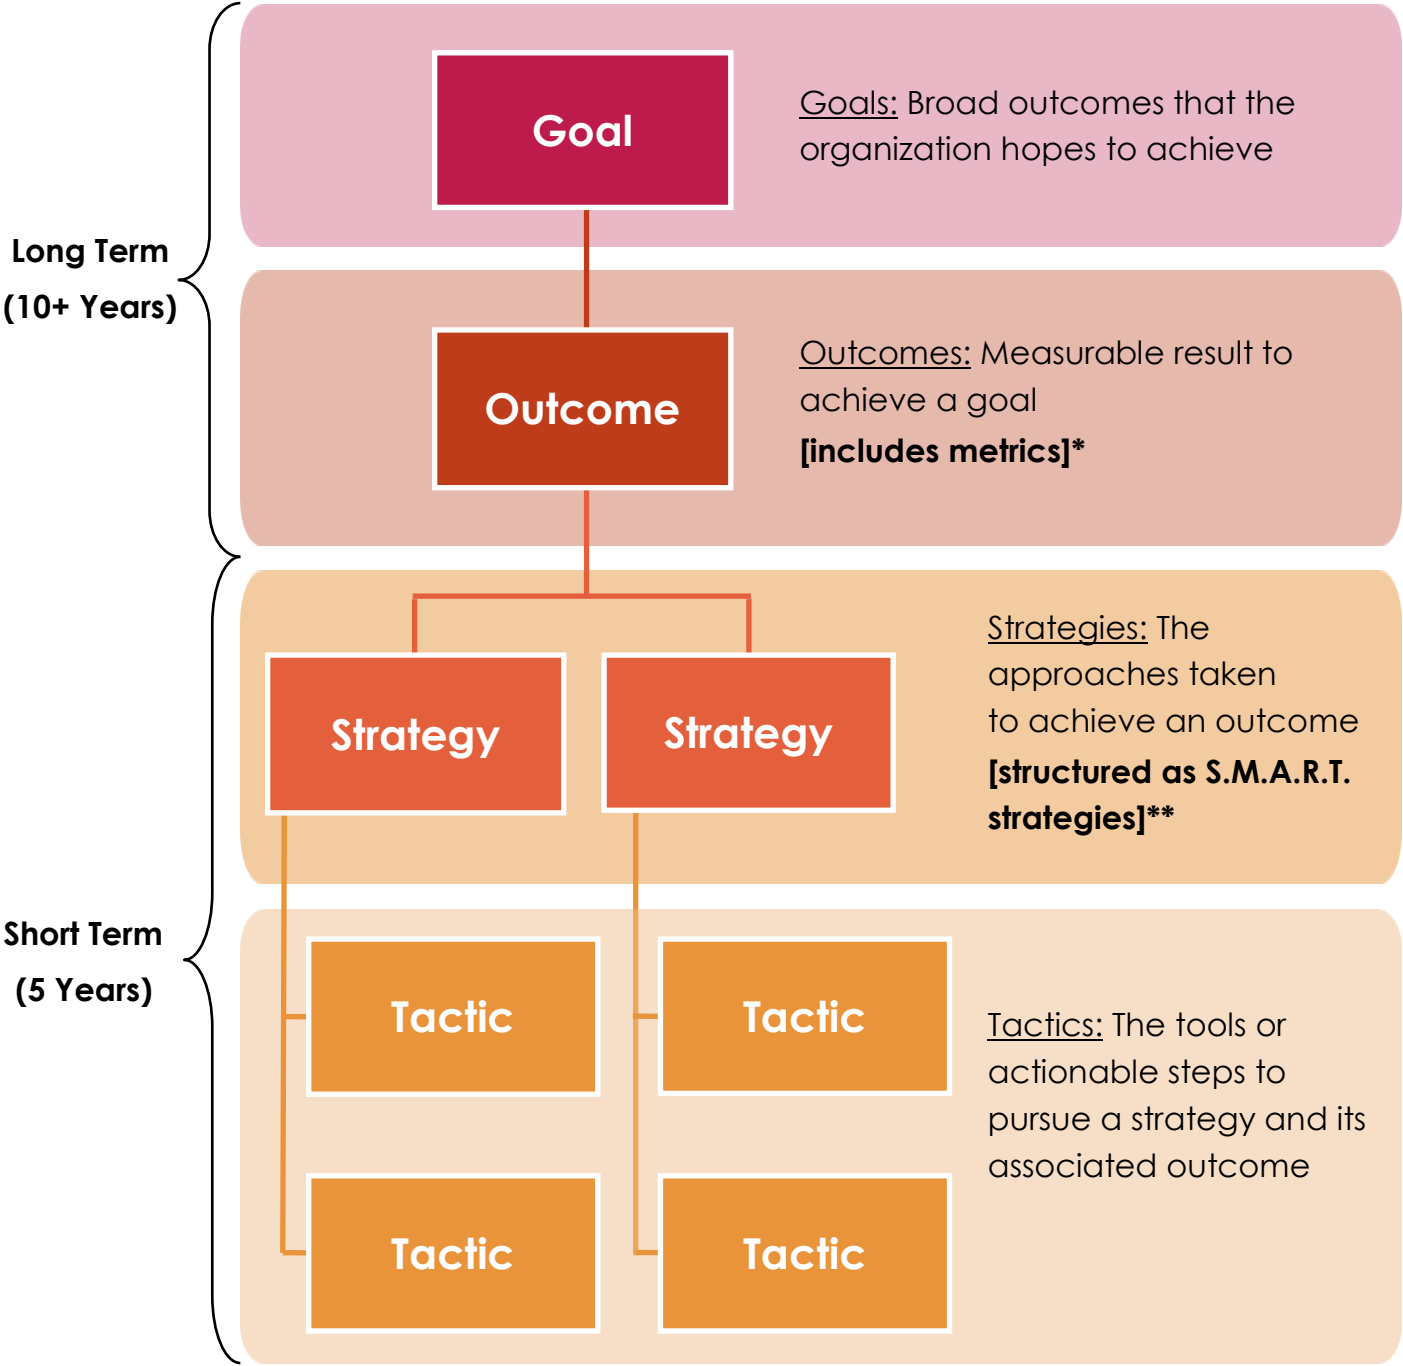 Goal
Goals: Broad outcomes that the
organization hopes to achieve
Long Term
(10+ Years)
Outcome
Outcomes: Measurable result to
achieve a goal
[includes metrics]*
Strategy
Strategy
Strategies: The
approaches taken
to achieve an outcome
[structured as S.M.A.R.T.
strategies]**
Short Term
(5 Years)
Tactic
Tactic
Tactics: The tools or
actionable steps to
pursue a strategy and its
associated outcome
Tactic
Tactic